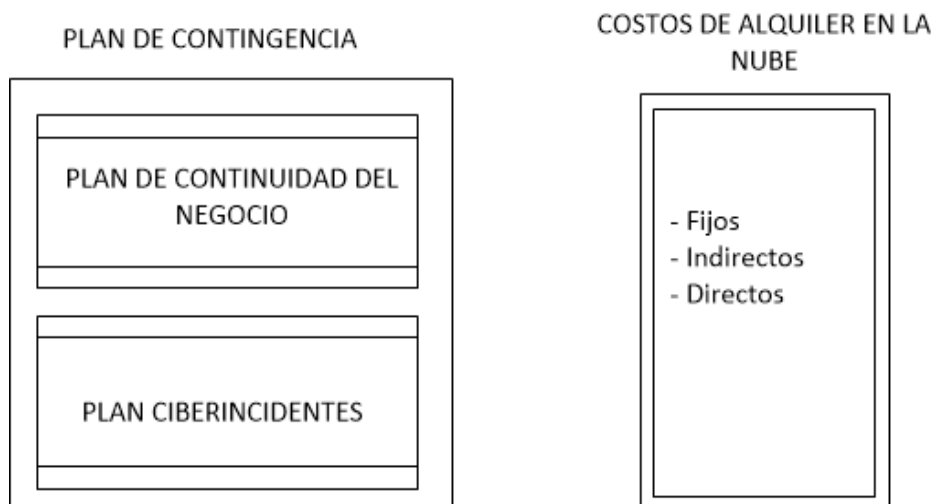 PLAN DE CONTINGENCIA
PLAN DE CONTINUIDAD DEL
NEGOCIO
PLAN CIBERINCIDENTES
COSTOS DE ALQUILER EN LA
NUBE
- Fijos
- Indirectos
- Directos